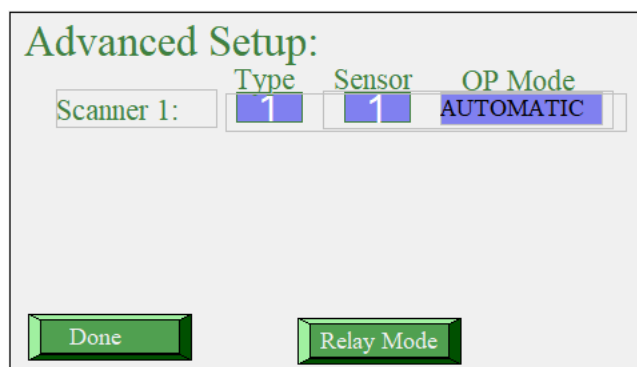 Advanced Setup:
Type Sensor OP Mode
Scanner 1: 1 1 AUTOMATIC
Done Relay Mode